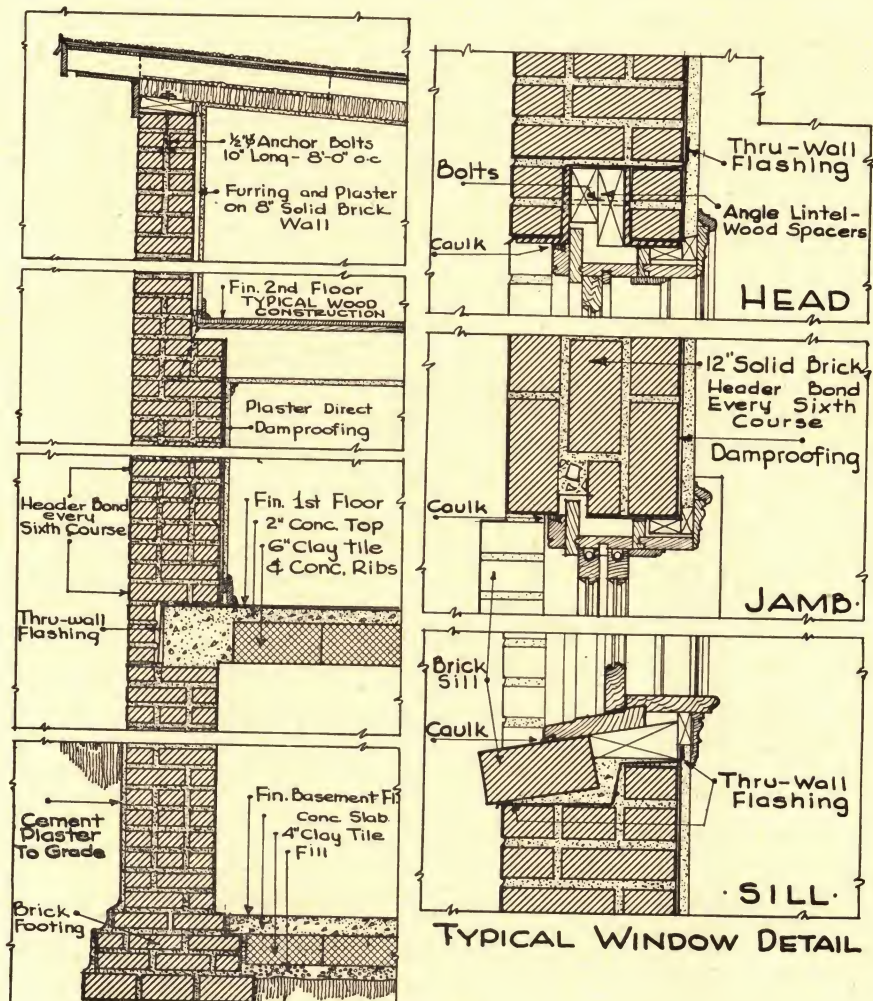 ½"ϕ Anchor Bolts
10" Long - 8'-0" o.c
Furring and Plaster
on 8" Solid Brick
Wall
Fin. 2nd Floor
TYPICAL WOOD
CONSTRUCTION
Plaster Direct
Damproofing
Header Bond
every
Sixth Course
Fin. 1st Floor
2" Conc. Top
6" Clay Tile
& Conc. Ribs
Thru-wall
Flashing
Cement
Plaster
To Grade
Fin. Basement Fl.
Conc. Slab.
4" Clay Tile
Fill
Brick
Footing
Thru-Wall
Flashing
Bolts
Angle Lintel-
Wood Spacers
Caulk
HEAD
12" Solid Brick
Header Bond
Every Sixth
Course
Damproofing
Caulk
JAMB.
Brick
Sill
Caulk
Thru-Wall
Flashing
· SILL ·
TYPICAL WINDOW DETAIL